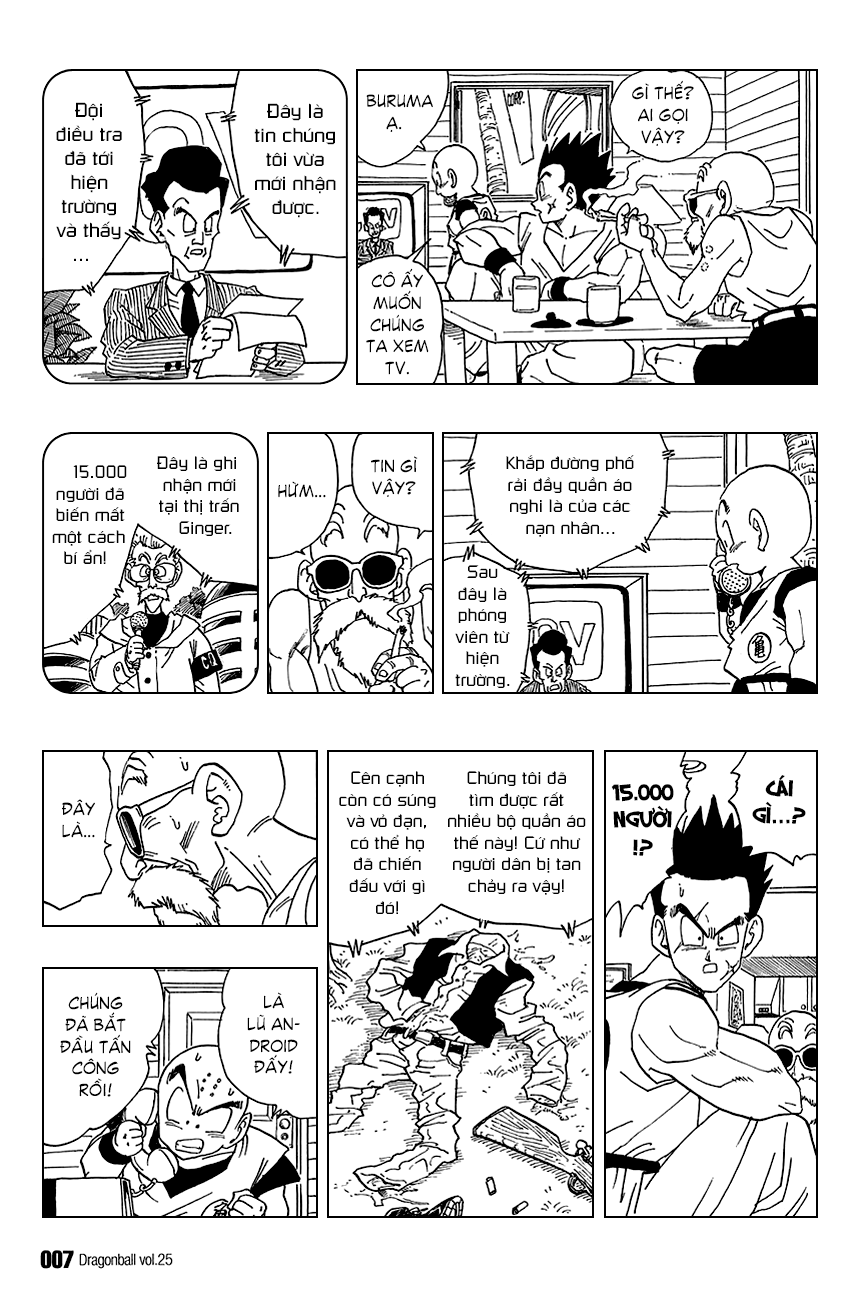 GÌ THẾ?
AI GỌI
VẬY?
BURUMA
Ạ.
CORP.
CÔ ẤY
MUỐN
CHÚNG
TA XEM
TV.
Đây là
tin chúng
tôi vừa
mới nhận
được.
Đội
điều tra
đã tới
hiện
trường
và thấy
...
Khắp đường phố
rải đầy quần áo
nghi là của các
nạn nhân...
Sau
đây là
phóng
viên từ
hiện
trường.
亀
TIN GÌ
VẬY?
HỪM...
Đây là ghi
nhận mới
tại thị trấn
Ginger.
15.000
người đã
biến mất
một cách
bí ẩn!
CÁI
GÌ...?
15.000
NGƯỜI
!?
Chúng tôi đã
tìm được rất
nhiều bộ quần áo
thế này! Cứ như
người dân bị tan
chảy ra vậy!
Cên cạnh
còn có súng
và vỏ đạn,
có thể họ
đã chiến
đấu với gì
đó!
ĐÂY
LÀ...
LÀ
LŨ AN-
DROID
ĐẤY!
CHÚNG
ĐÃ BẮT
ĐẦU TẤN
CÔNG
RỒI!
007 Dragonball vol.25